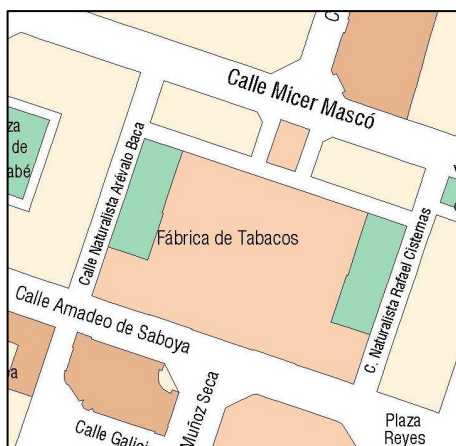 Calle Micer Mascó
Calle Naturalista Arévalo Baca
Fábrica de Tabacos
C. Naturalista Rafael Cisternas
Calle Amadeo de Saboya
Muñoz Seca
Plaza
Reyes
de